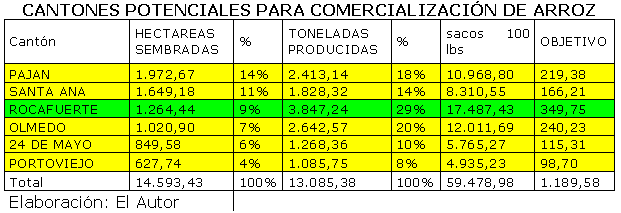 CANTONES POTENCIALES PARA COMERCIALIZACIÓN DE ARROZ
Cantón HECTAREAS SEMBRADAS % TONELADAS PRODUCIDAS % sacos 100 lbs OBJETIVO
PAJAN 1.972,67 14% 2.413,14 18% 10.968,80 219,38
SANTA ANA 1.649,18 11% 1.828,32 14% 8.310,55 166,21
ROCAFUERTE 1.264,44 9% 3.847,24 29% 17.487,43 349,75
OLMEDO 1.020,90 7% 2.642,57 20% 12.011,69 240,23
24 DE MAYO 849,58 6% 1.268,36 10% 5.765,27 115,31
PORTOVIEJO 627,74 4% 1.085,75 8% 4.935,23 98,70
Total 14.593,43 100% 13.085,38 100% 59.478,98 1.189,58
Elaboración: El Autor